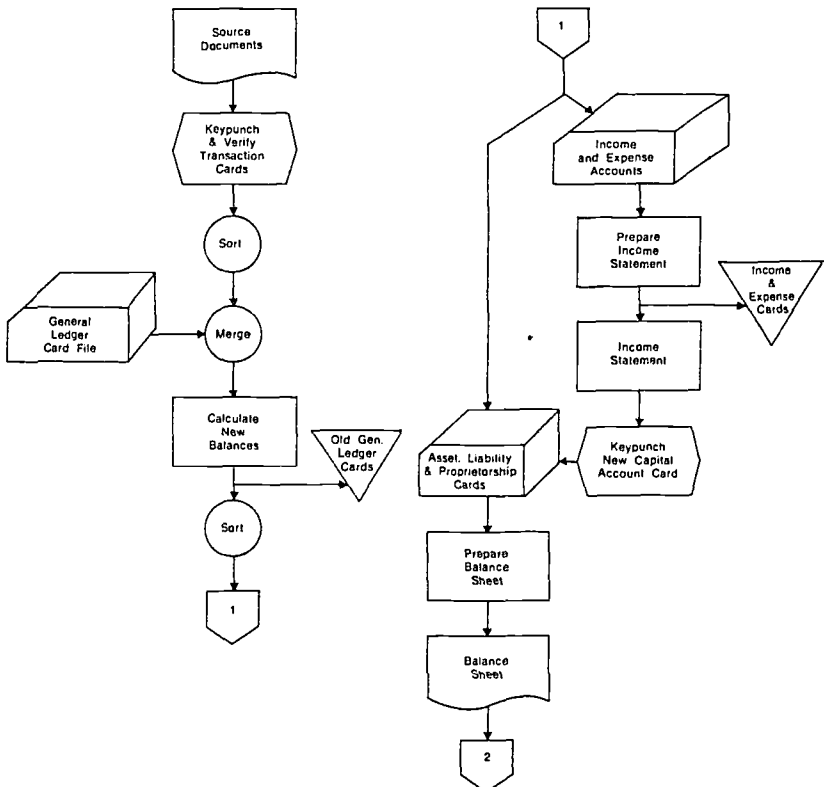 Source
Documents
Keypunch
& Verify
Transaction
Cards
Sort
General
Ledger
Card File
Merge
Calculate
New
Balances
Old Gen.
Ledger
Cards
Sort
1
1
Income
and Expense
Accounts
Prepare
Income
Statement
Income
&
Expense
Cards
Income
Statement
Asset. Liability
& Proprietorship
Cards
Keypunch
New Capital
Account Card
Prepare
Balance
Sheet
Balance
Sheet
2